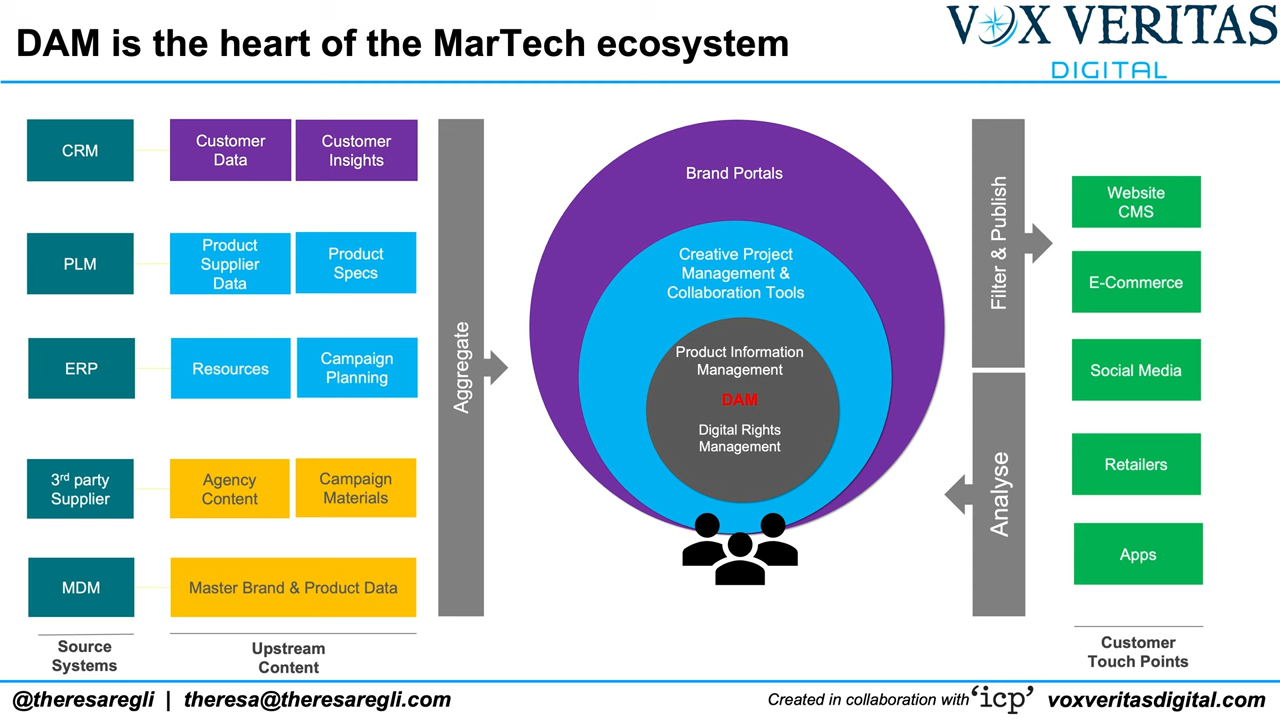 DAM is the heart of the MarTech ecosystem
VOX VERITAS
DIGITAL
CRM
Customer
Data
Customer
Insights
PLM
Product
Supplier
Data
Product
Specs
ERP
Resources
Campaign
Planning
3rd party
Supplier
Agency
Content
Campaign
Materials
MDM
Master Brand & Product Data
Source
Systems
Upstream
Content
Aggregate
Brand Portals
Creative Project
Management &
Collaboration Tools
Product Information
Management
DAM
Digital Rights
Management
Filter & Publish
Analyse
Website
CMS
E-Commerce
Social Media
Retailers
Apps
Customer
Touch Points
@theresaregli | theresa@theresaregli.com
Created in collaboration with 'icp' voxveritasdigital.com